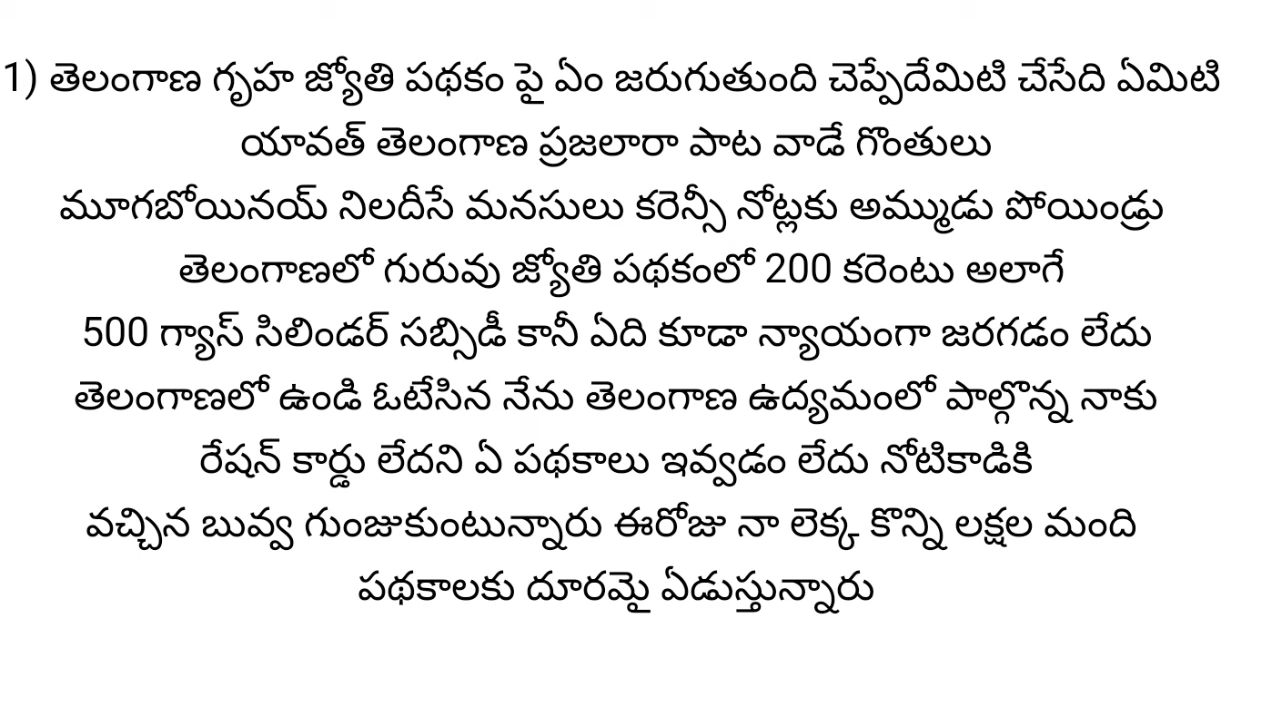 1) తెలంగాణ గృహ జ్యోతి పథకం పై ఏం జరుగుతుంది చెప్పేదేమిటి చేసేది ఏమిటి
యావత్ తెలంగాణ ప్రజలారా పాట వాడే గొంతులు
మూగబోయినయ్ నిలదీసే మనసులు కరెన్సీ నోట్లకు అమ్ముడు పోయిండ్రు
తెలంగాణలో గురువు జ్యోతి పథకంలో 200 కరెంటు అలాగే
500 గ్యాస్ సిలిండర్ సబ్సిడీ కానీ ఏది కూడా న్యాయంగా జరగడం లేదు
తెలంగాణలో ఉండి ఓటేసిన నేను తెలంగాణ ఉద్యమంలో పాల్గొన్న నాకు
రేషన్ కార్డు లేదని ఏ పథకాలు ఇవ్వడం లేదు నోటికాడికి
వచ్చిన బువ్వ గుంజుకుంటున్నారు ఈరోజు నా లెక్క కొన్ని లక్షల మంది
పథకాలకు దూరమై ఏడుస్తున్నారు